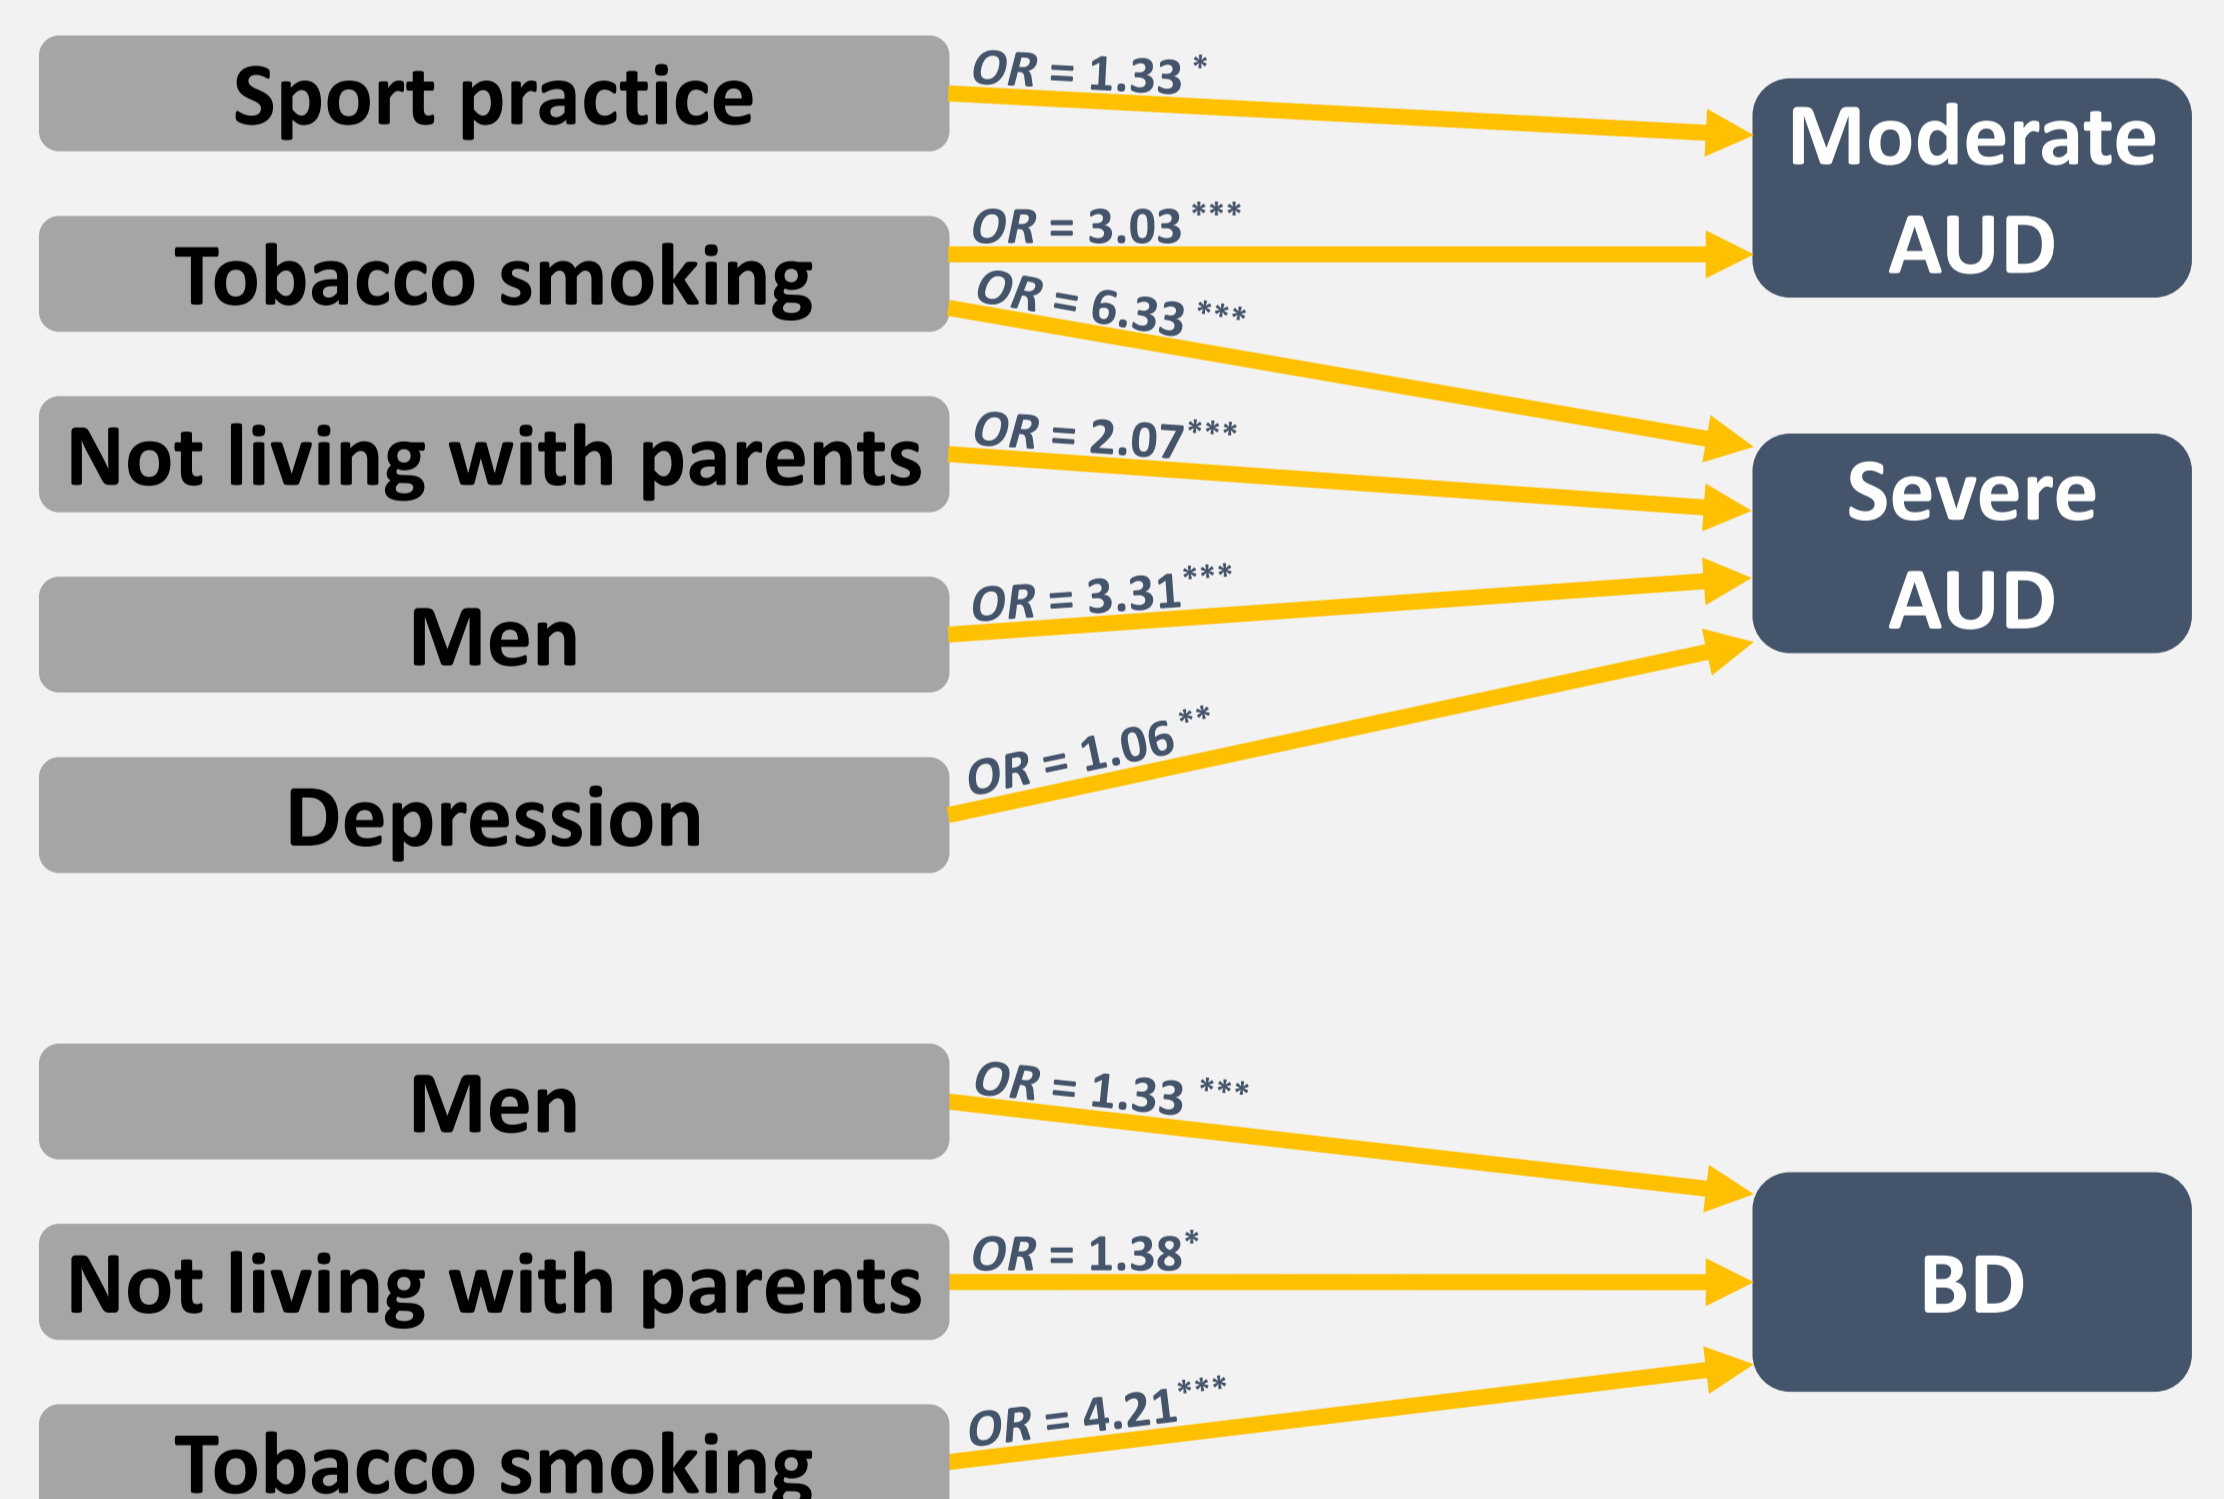 Sport practice
OR = 1.33 *
Moderate
AUD
Tobacco smoking
OR = 3.03 ***
OR = 6.33 ***
Not living with parents
OR = 2.07***
Severe
AUD
Men
OR = 3.31***
Depression
OR = 1.06 **
Men
OR = 1.33 ***
Not living with parents
OR = 1.38*
BD
Tobacco smoking
OR = 4.21***